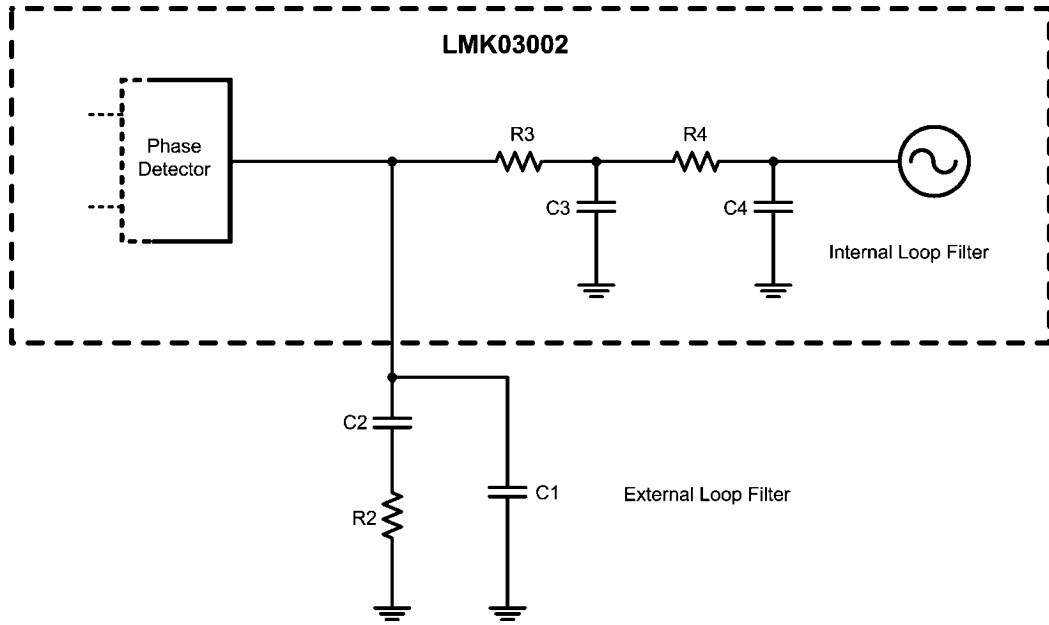 LMK03002
Phase
Detector
R3
R4
C3
C4
Internal Loop Filter
C2
R2
C1
External Loop Filter